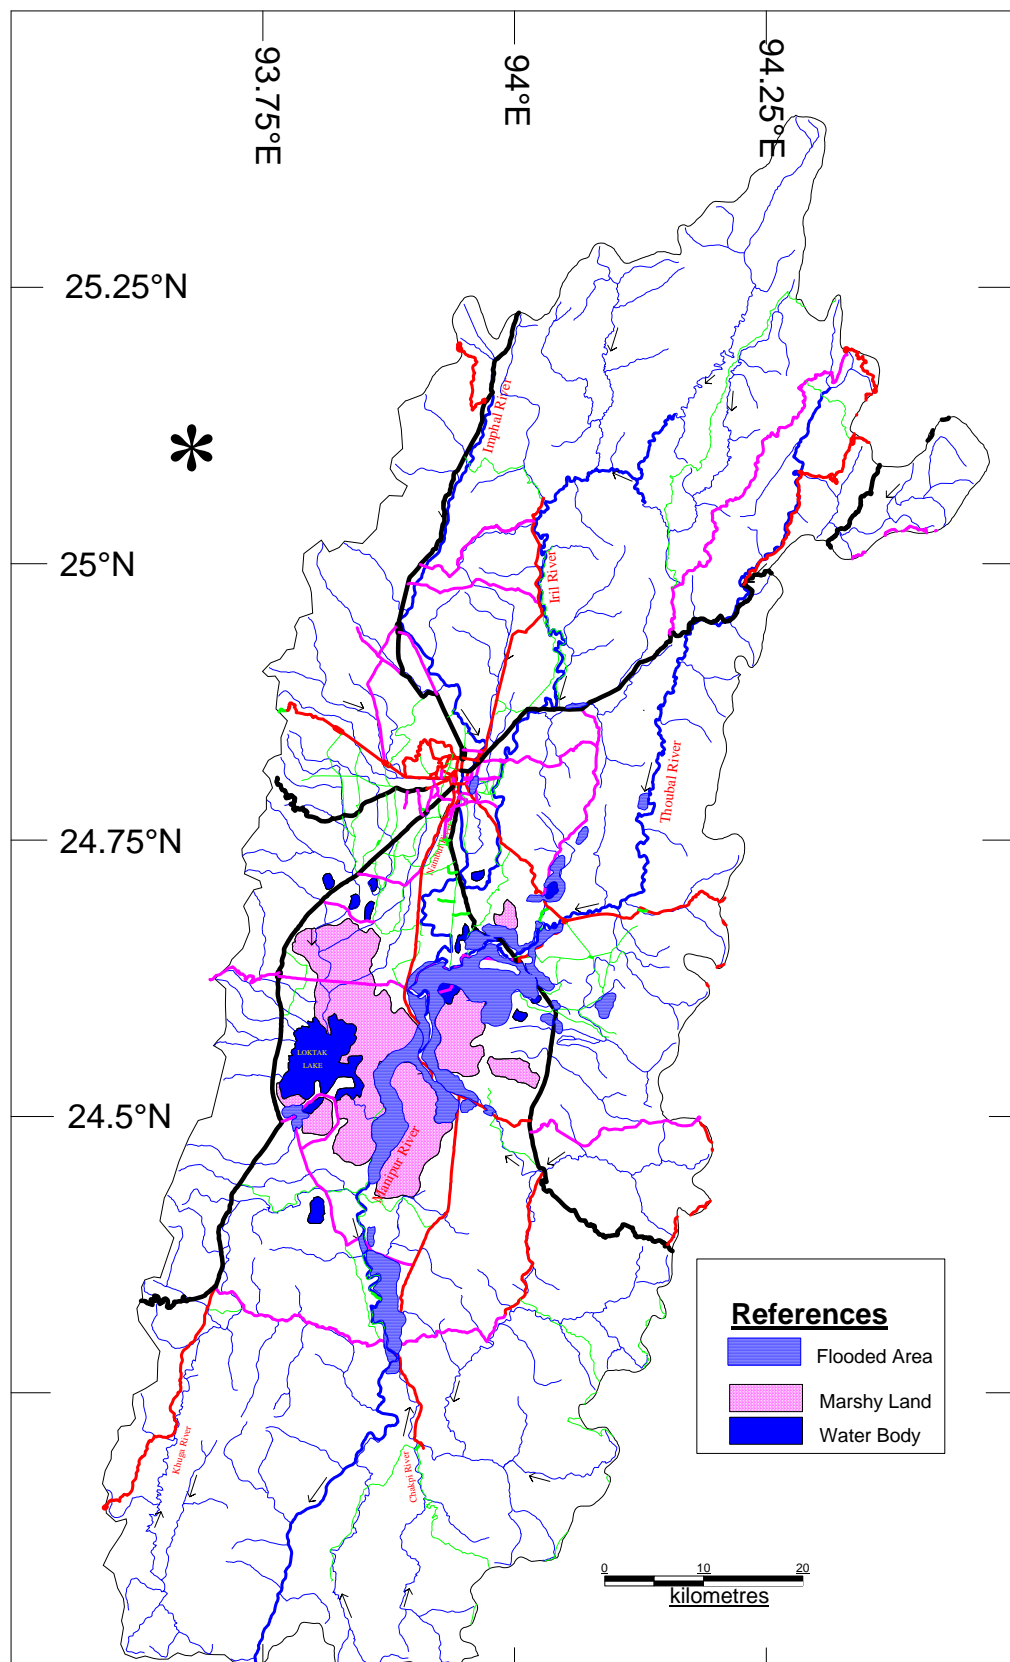 93.75°E
94°E
94.25°E
25.25°N
Imphal River
25°N
Iril River
Thoubal River
24.75°N
LOKTAK
LAKE
24.5°N
Manipur River
References
Flooded Area
Marshy Land
Water Body
Khuga River
Chakpi River
0 10 20
kilometres